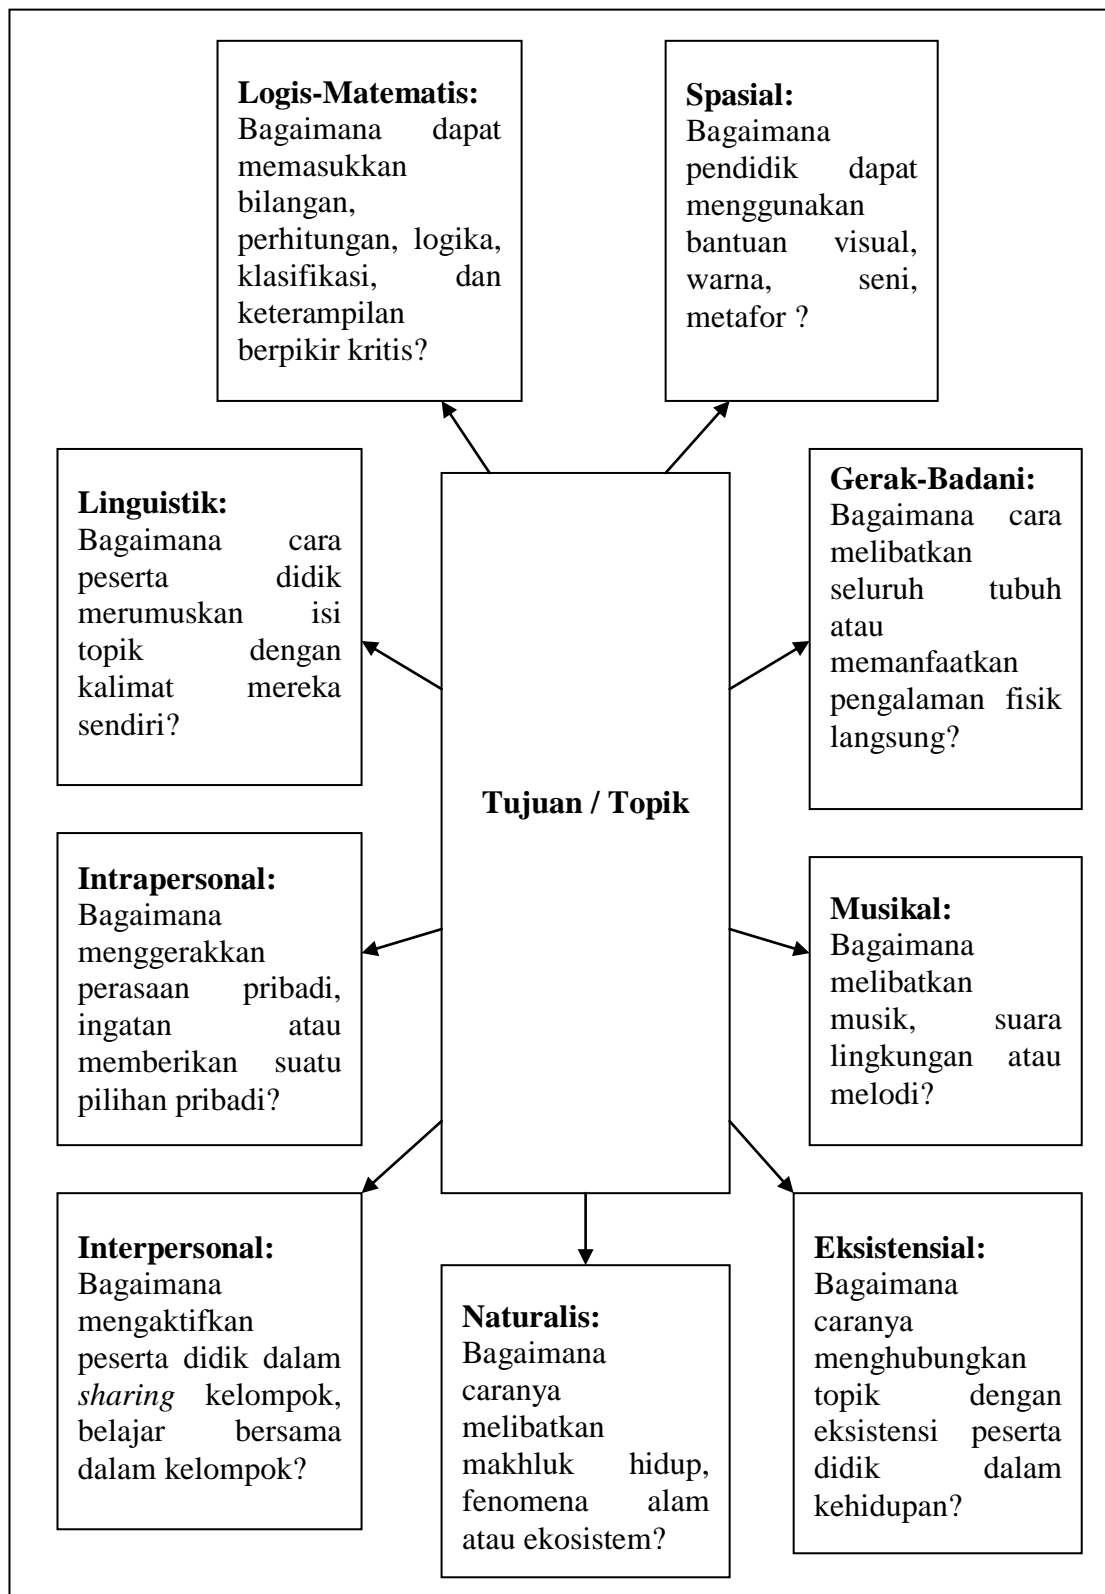 Logis-Matematis:
Bagaimana dapat
memasukkan
bilangan,
perhitungan, logika,
klasifikasi, dan
keterampilan
berpikir kritis?
Spasial:
Bagaimana
pendidik dapat
menggunakan
bantuan visual,
warna, seni,
metafor ?
Linguistik:
Bagaimana cara
peserta didik
merumuskan isi
topik dengan
kalimat mereka
sendiri?
Gerak-Badani:
Bagaimana cara
melibatkan
seluruh tubuh
atau
memanfaatkan
pengalaman fisik
langsung?
Tujuan / Topik
Intrapersonal:
Bagaimana
menggerakkan
perasaan pribadi,
ingatan atau
memberikan suatu
pilihan pribadi?
Musikal:
Bagaimana
melibatkan
musik, suara
lingkungan atau
melodi?
Interpersonal:
Bagaimana
mengaktifkan
peserta didik dalam
sharing kelompok,
belajar bersama
dalam kelompok?
Naturalis:
Bagaimana
caranya
melibatkan
makhluk hidup,
fenomena alam
atau ekosistem?
Eksistensial:
Bagaimana
caranya
menghubungkan
topik dengan
eksistensi peserta
didik dalam
kehidupan?